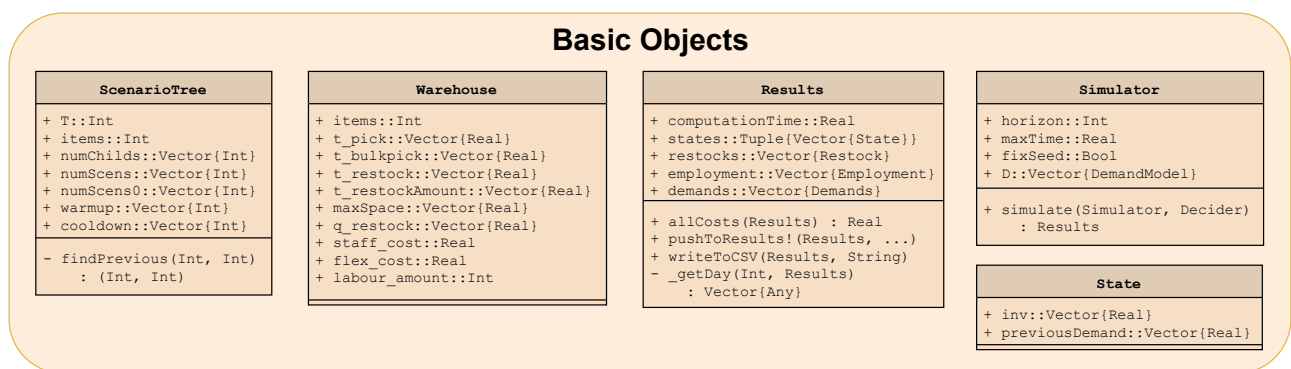 Basic Objects
ScenarioTree
+ T::Int
+ items::Int
+ numChilds::Vector{Int}
+ numScens::Vector{Int}
+ numScens0::Vector{Int}
+ warmup::Vector{Int}
+ cooldown::Vector{Int}
- findPrevious(Int, Int)
: (Int, Int)
Warehouse
+ items::Int
+ t_pick::Vector{Real}
+ t_bulkpick::Vector{Real}
+ t_restock::Vector{Real}
+ t_restockAmount::Vector{Real}
+ maxSpace::Vector{Real}
+ q_restock::Vector{Real}
+ staff_cost::Real
+ flex_cost::Real
+ labour_amount::Int
Results
+ computationTime::Real
+ states::Tuple{Vector{State}}
+ restocks::Vector{Restock}
+ employment::Vector{Employment}
+ demands::Vector{Demands}
+ allCosts(Results) : Real
+ pushToResults!(Results, ...)
+ writeToCSV(Results, String)
- _getDay(Int, Results)
: Vector{Any}
Simulator
+ horizon::Int
+ maxTime::Real
+ fixSeed::Bool
+ D::Vector{DemandModel}
+ simulate(Simulator, Decider)
: Results
State
+ inv::Vector{Real}
+ previousDemand::Vector{Real}